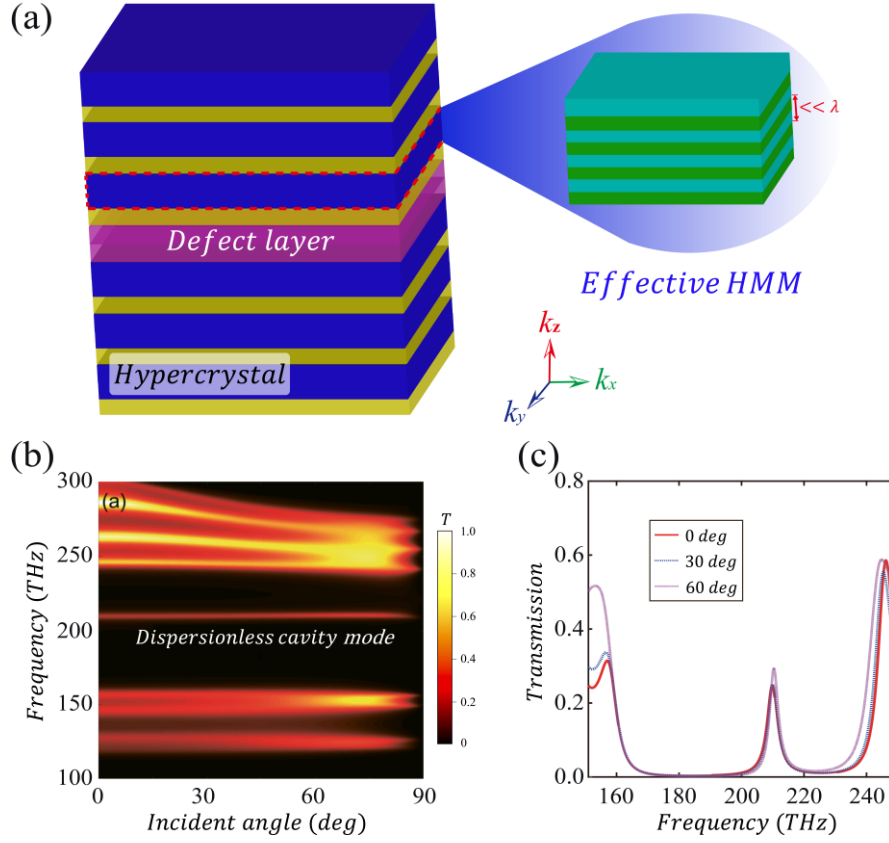 (a)
<< λ
Defect layer
Effective HMM
Hypercrystal
kz
kx
ky
(b)
(c)
300
250
200
150
100
Frequency (THz)
(a)
T
1.0
0.8
0.6
0.4
0.2
0
Dispersionless cavity mode
0
30
60
90
Incident angle (deg)
0.8
0.6
0.4
0.2
0.0
Transmission
0 deg
30 deg
60 deg
160
180
200
220
240
Frequency (THz)